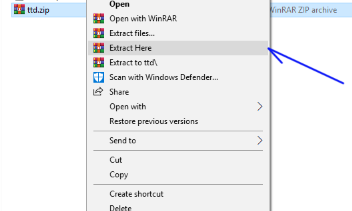 Open
ttd.zip
WinRAR ZIP archive
Open with WinRAR
Extract files...
Extract Here
Extract to ttd\
Scan with Windows Defender...
Share
Open with
Restore previous versions
Send to
Cut
Copy
Create shortcut
Delete